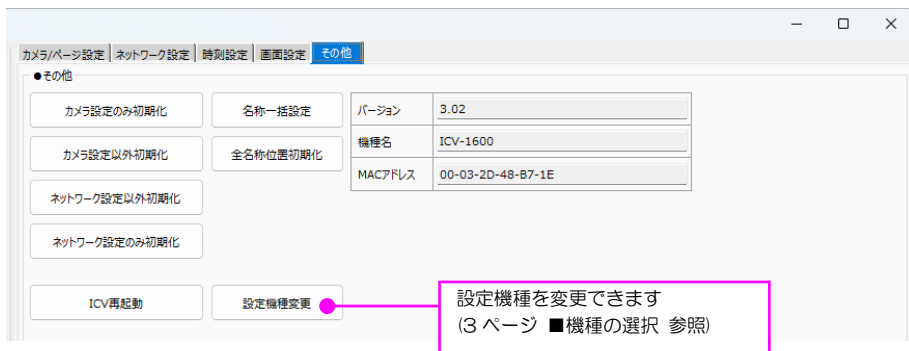 カメラ/ページ設定 ネットワーク設定 時刻設定 画面設定 その他
●その他
カメラ設定のみ初期化 名称一括設定 バージョン 3.02
カメラ設定以外初期化 全名称位置初期化 機種名 ICV-1600
MACアドレス 00-03-2D-48-B7-1E
ネットワーク設定以外初期化
ネットワーク設定のみ初期化
ICV再起動 設定機種変更
設定機種を変更できます
(3 ページ ■機種の選択 参照)